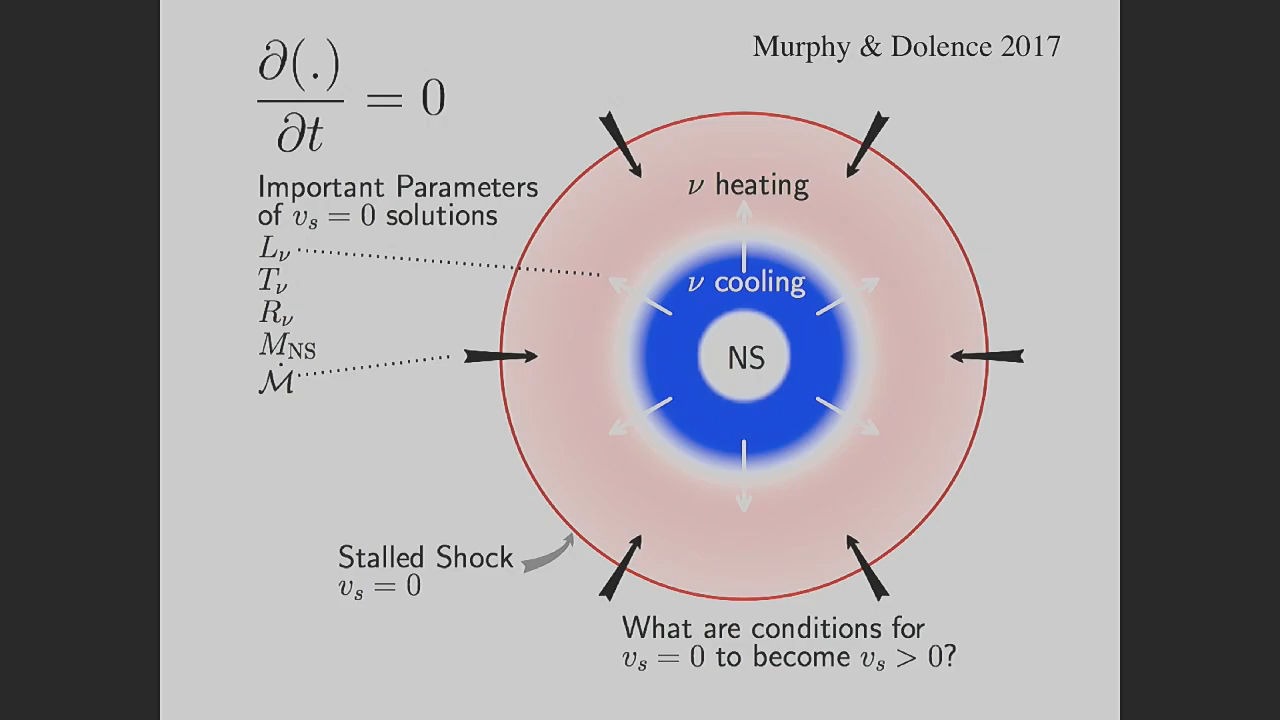 ∂(.)/∂t = 0
Murphy & Dolence 2017
Important Parameters
of v_s = 0 solutions
L_ν
T_ν
R_ν
M_NS
Ṁ
ν heating
ν cooling
NS
Stalled Shock
v_s = 0
What are conditions for
v_s = 0 to become v_s > 0?